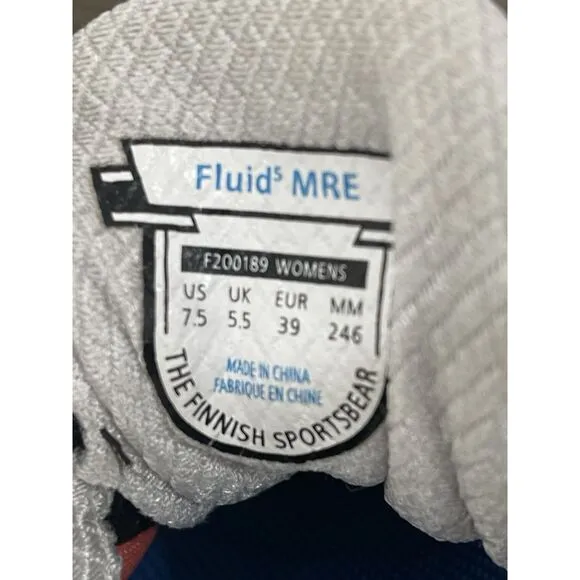 Fluid⁵ MRE
F200189 WOMENS
US UK EUR MM
7.5 5.5 39 246
MADE IN CHINA
FABRIQUE EN CHINE
THE FINNISH SPORTSBEAR